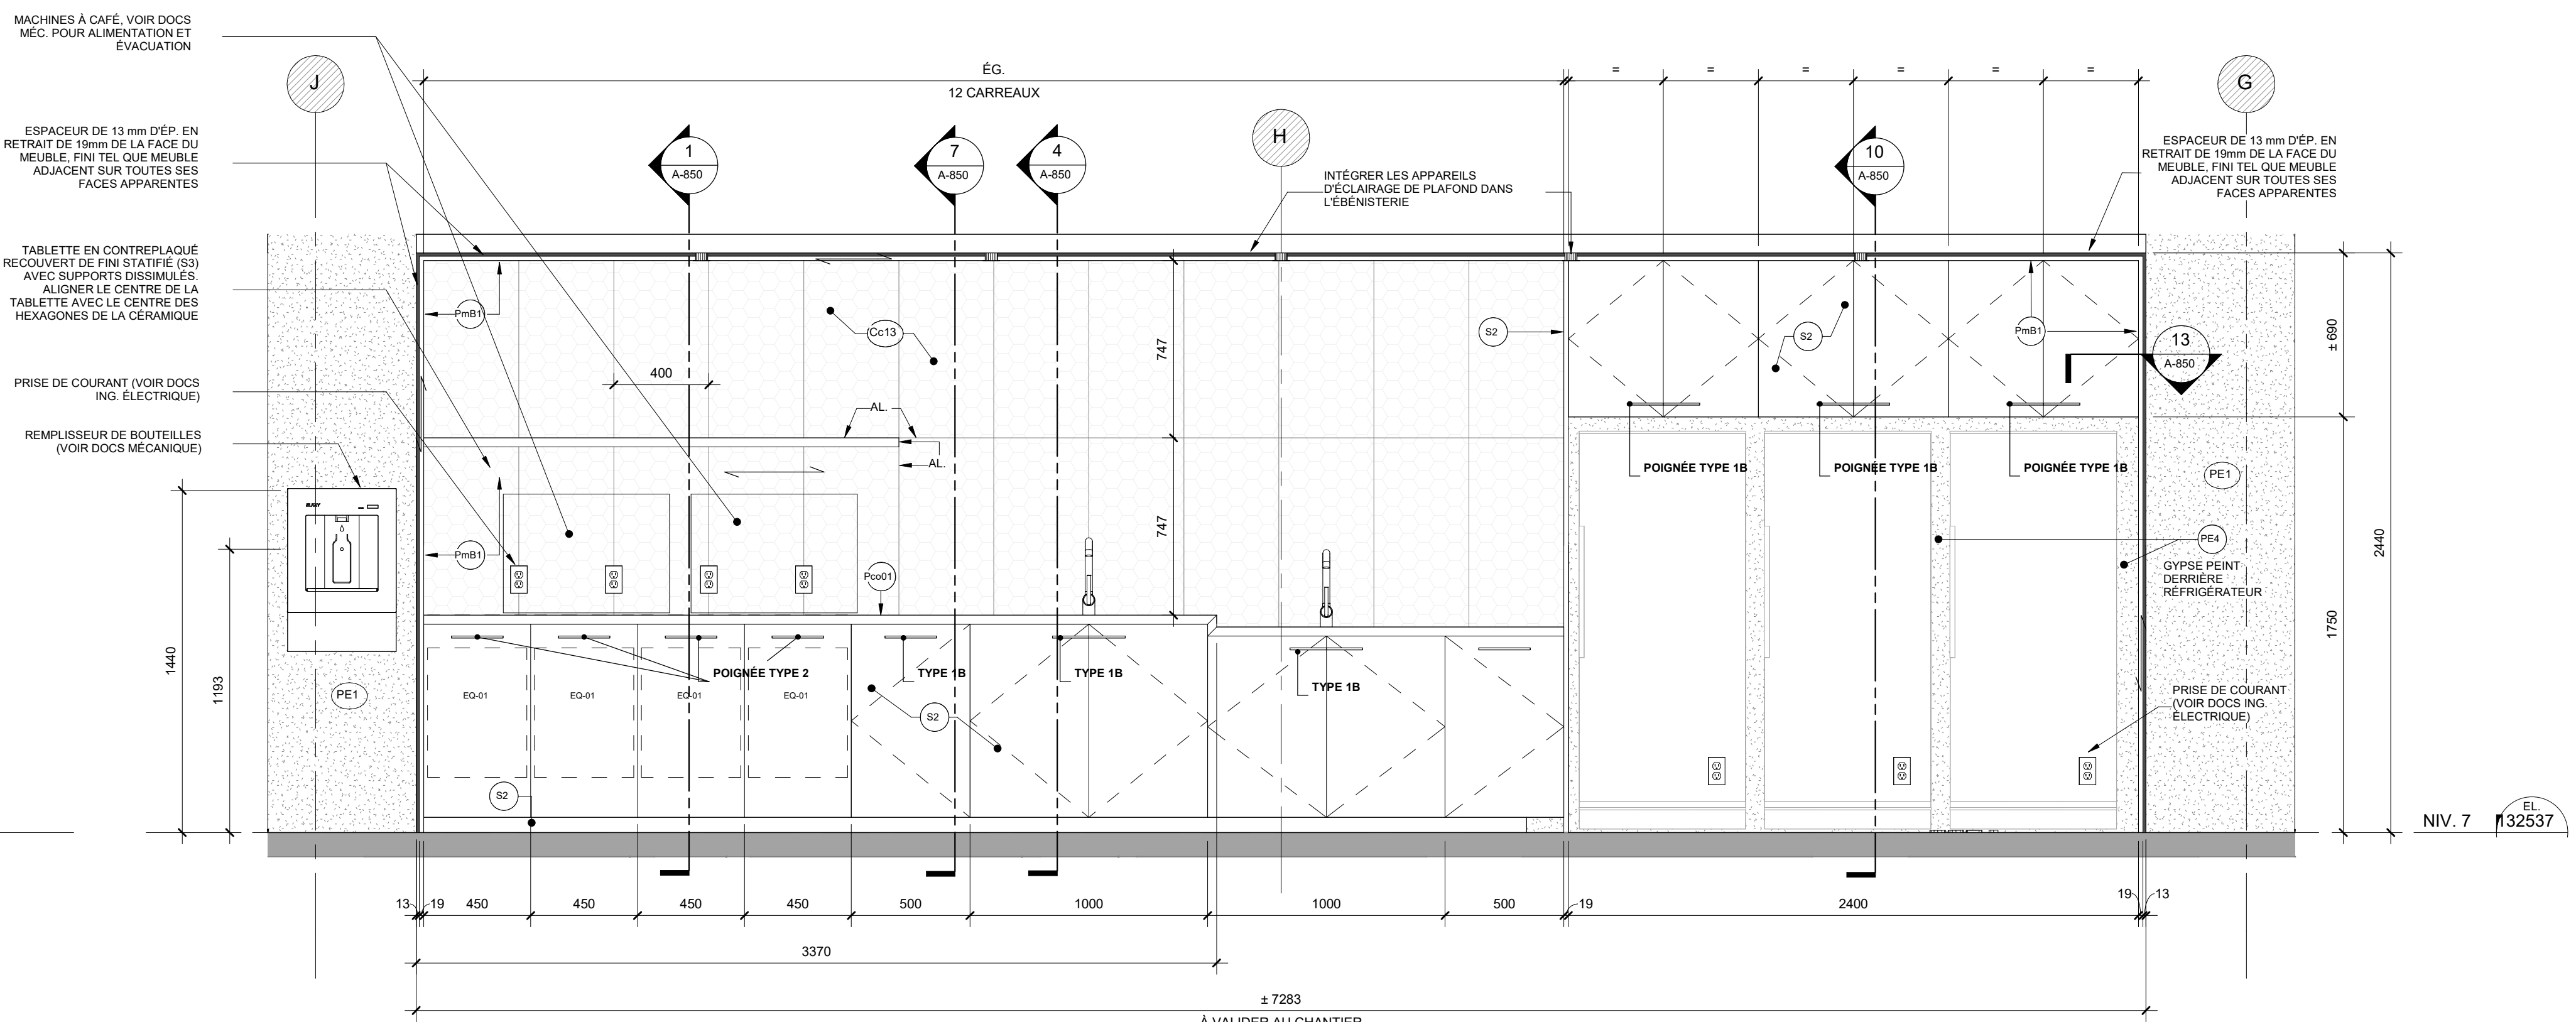 MACHINES À CAFÉ, VOIR DOCS
MÉC. POUR ALIMENTATION ET
ÉVACUATION
J
ÉG.
12 CARREAUX
= = = = = =
G
H
ESPACEUR DE 13 mm D'ÉP. EN
RETRAIT DE 19mm DE LA FACE DU
MEUBLE, FINI TEL QUE MEUBLE
ADJACENT SUR TOUTES SES
FACES APPARENTES
1
A-850
7
A-850
4
A-850
10
A-850
INTÉGRER LES APPAREILS
D'ÉCLAIRAGE DE PLAFOND DANS
L'ÉBÉNISTERIE
ESPACEUR DE 13 mm D'ÉP. EN
RETRAIT DE 19mm DE LA FACE DU
MEUBLE, FINI TEL QUE MEUBLE
ADJACENT SUR TOUTES SES
FACES APPARENTES
TABLETTE EN CONTREPLAQUÉ
RECOUVERT DE FINI STATIFIÉ (S3)
AVEC SUPPORTS DISSIMULÉS.
ALIGNER LE CENTRE DE LA
TABLETTE AVEC LE CENTRE DES
HEXAGONES DE LA CÉRAMIQUE
PmB1
Cc13
S2
S2
PmB1
13
A-850
± 690
747
400
PRISE DE COURANT (VOIR DOCS
ING. ÉLECTRIQUE)
AL.
AL.
REMPLISSEUR DE BOUTEILLES
(VOIR DOCS MÉCANIQUE)
POIGNÉE TYPE 1B
POIGNÉE TYPE 1B
POIGNÉE TYPE 1B
PE1
ELKAY
747
PmB1
Pco01
PE4
GYPSE PEINT
DERRIÈRE
RÉFRIGÉRATEUR
2440
1750
1440
1193
PE1
POIGNÉE TYPE 2
TYPE 1B
TYPE 1B
TYPE 1B
EQ-01
EQ-01
EQ-01
EQ-01
S2
S2
PRISE DE COURANT
(VOIR DOCS ING.
ÉLECTRIQUE)
NIV. 7
EL.
132537
13 19 450 450 450 450 500 1000 1000 500 19 2400 19 13
3370
± 7283
À VALIDER AU CHANTIER